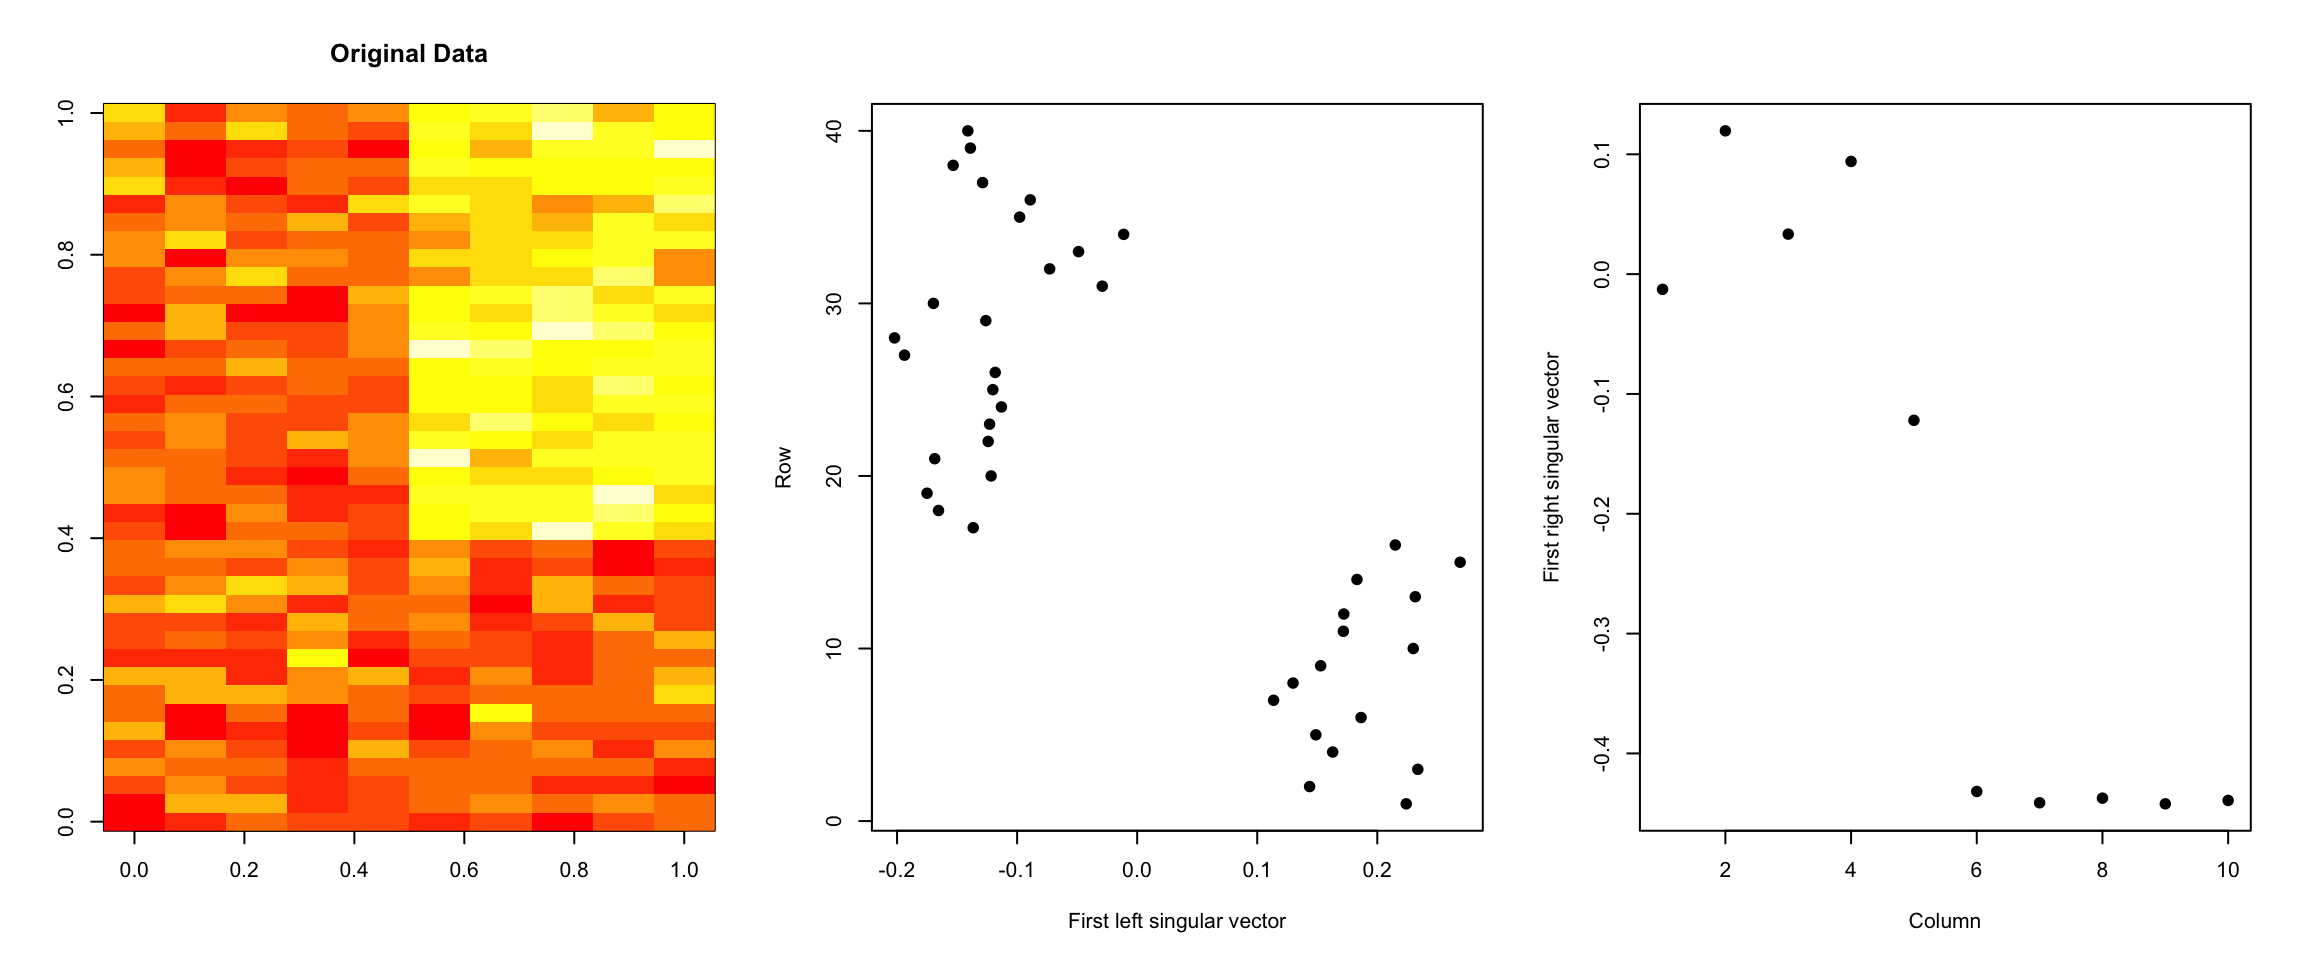 Original Data
1.0
0.8
0.6
0.4
0.2
0.0
0.0 0.2 0.4 0.6 0.8 1.0
Row
40
30
20
10
0
-0.2 -0.1 0.0 0.1 0.2
First left singular vector
First right singular vector
0.1
0.0
-0.1
-0.2
-0.3
-0.4
2 4 6 8 10
Column